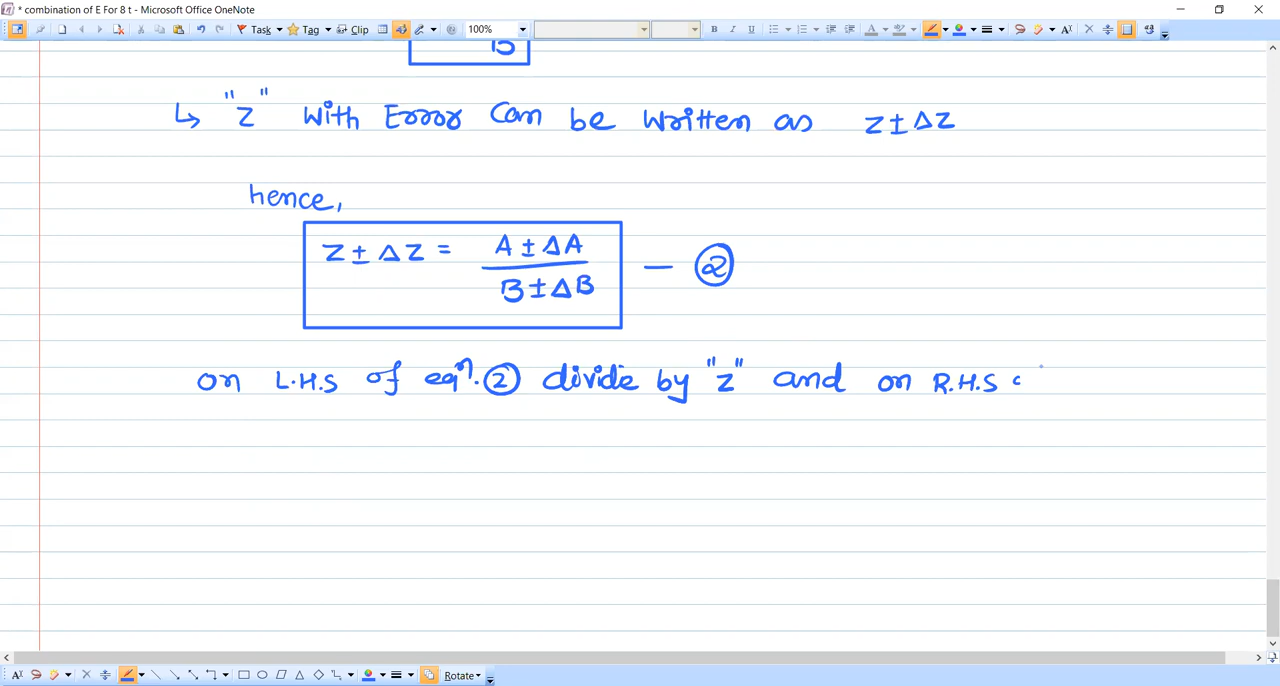 * combination of E For 8 t - Microsoft Office OneNote
Task Tag Clip 100% B I U
B
↳ "Z" With Error Can be Written as Z ± ΔZ
hence,
Z ± ΔZ = A ± ΔA / B ± ΔB — ②
on L.H.S of eqⁿ. ② divide by "Z" and on R.H.S
Rotate